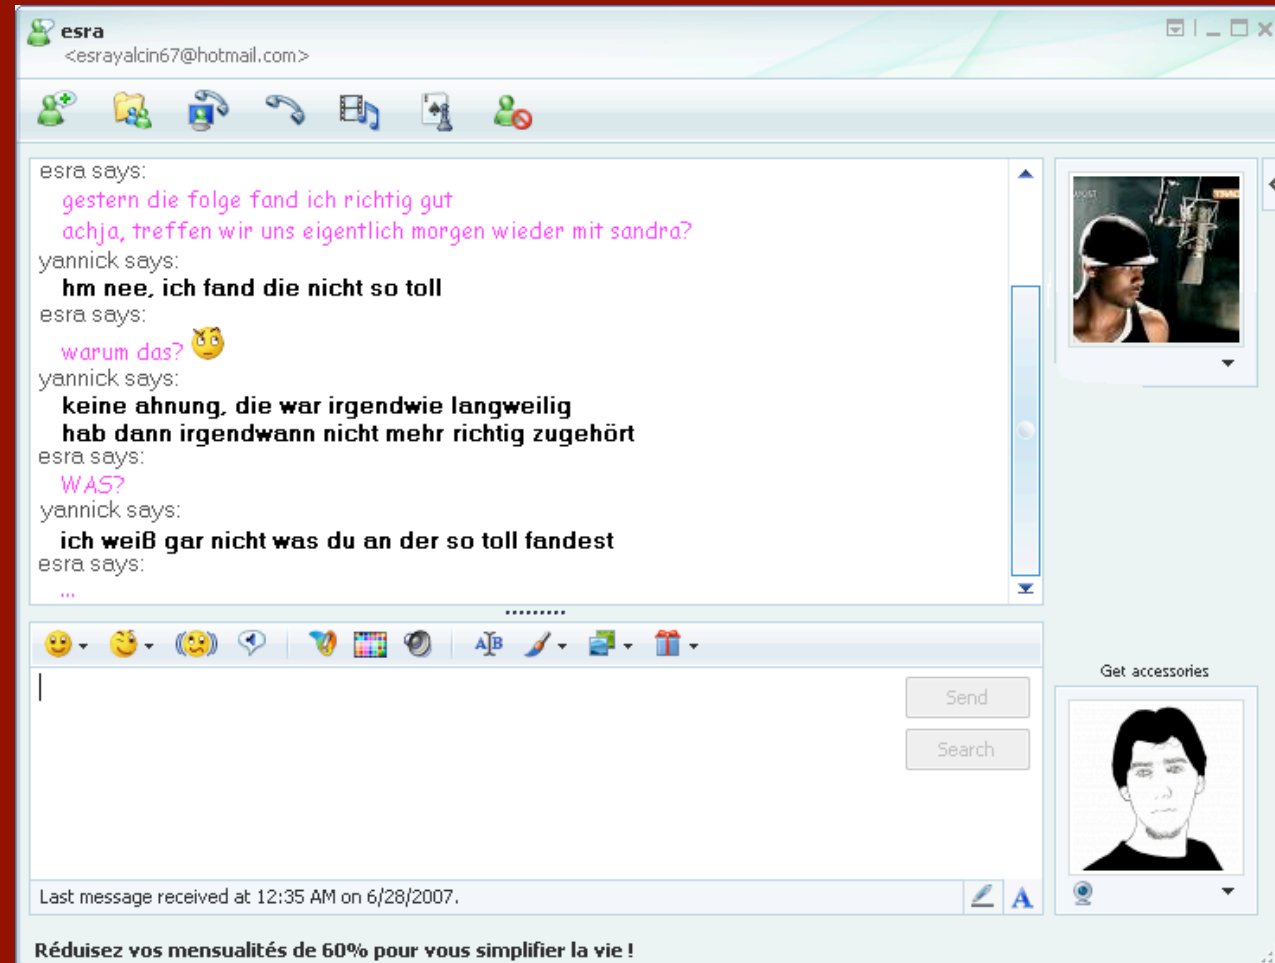 esra
<esrayalcin67@hotmail.com>
esra says:
gestern die folge fand ich richtig gut
achja, treffen wir uns eigentlich morgen wieder mit sandra?
yannick says:
hm nee, ich fand die nicht so toll
esra says:
warum das?
yannick says:
keine ahnung, die war irgendwie langweilig
hab dann irgendwann nicht mehr richtig zugehört
esra says:
WAS?
yannick says:
ich weiß gar nicht was du an der so toll fandest
esra says:
...
Send
Search
Get accessories
Last message received at 12:35 AM on 6/28/2007.
Réduisez vos mensualités de 60% pour vous simplifier la vie !